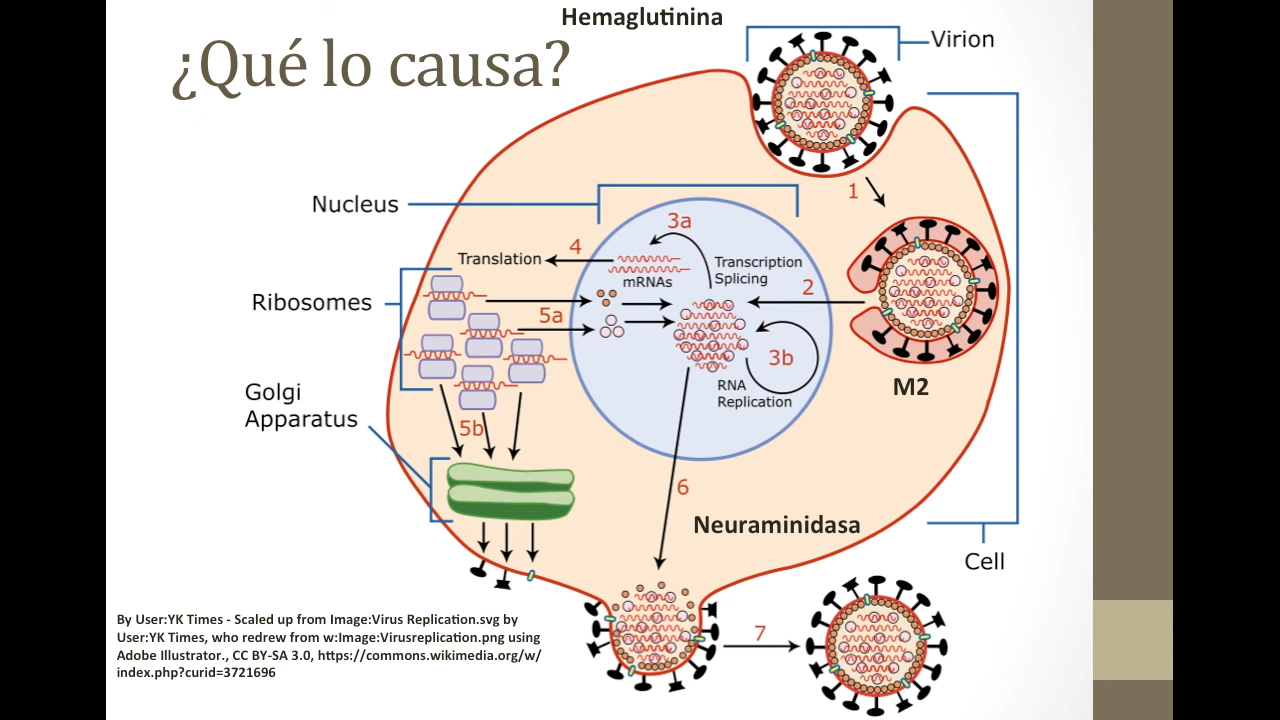 Hemaglutinina
¿Qué lo causa?
Virion
1
Nucleus
3a
4
Translation
mRNAs
Transcription
Splicing
2
Ribosomes
5a
3b
RNA
Replication
M2
Golgi
Apparatus
5b
6
Neuraminidasa
Cell
7
By User:YK Times - Scaled up from Image:Virus Replication.svg by
User:YK Times, who redrew from w:Image:Virusreplication.png using
Adobe Illustrator., CC BY-SA 3.0, https://commons.wikimedia.org/w/
index.php?curid=3721696